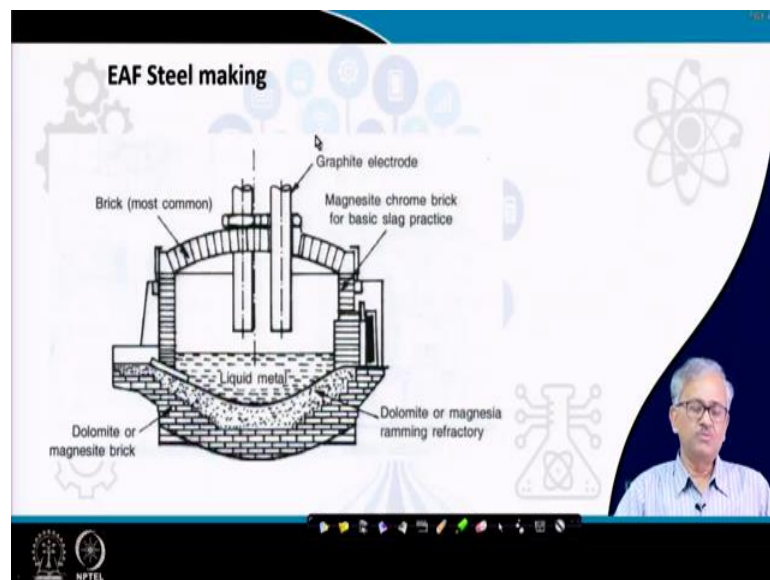 EAF Steel making
Graphite electrode
Brick (most common)
Magnesite chrome brick
for basic slag practice
Liquid metal
Dolomite or
magnesite brick
Dolomite or magnesia
ramming refractory
NPTEL